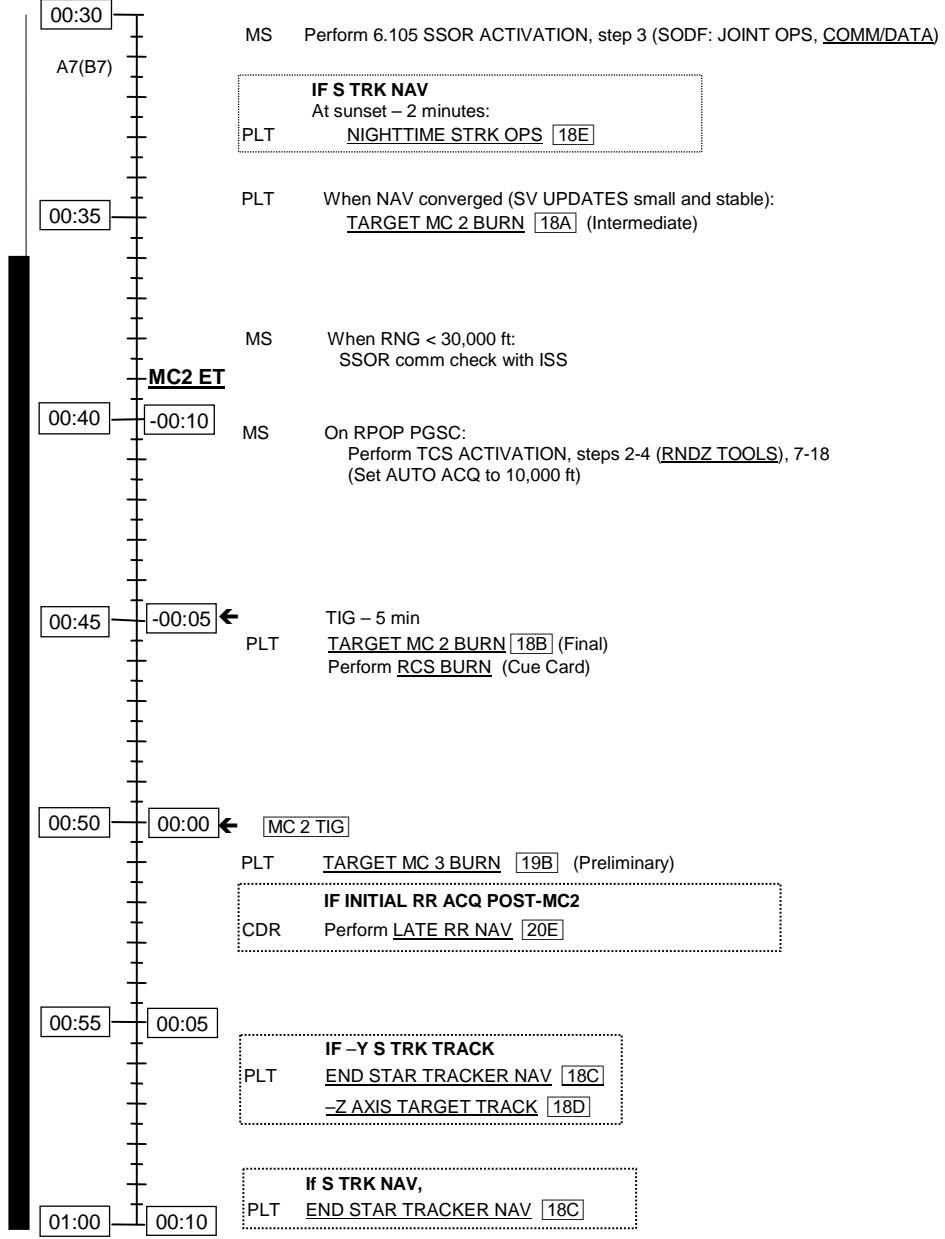 00:30
MS Perform 6.105 SSOR ACTIVATION, step 3 (SODF: JOINT OPS, COMM/DATA)
A7(B7)
IF S TRK NAV
At sunset – 2 minutes:
PLT NIGHTTIME STRK OPS 18E
PLT When NAV converged (SV UPDATES small and stable):
00:35
TARGET MC 2 BURN 18A (Intermediate)
MS When RNG < 30,000 ft:
SSOR comm check with ISS
MC2 ET
00:40 -00:10
MS On RPOP PGSC:
Perform TCS ACTIVATION, steps 2-4 (RNDZ TOOLS), 7-18
(Set AUTO ACQ to 10,000 ft)
00:45 -00:05 ← TIG – 5 min
PLT TARGET MC 2 BURN 18B (Final)
Perform RCS BURN (Cue Card)
00:50 00:00 ← MC 2 TIG
PLT TARGET MC 3 BURN 19B (Preliminary)
IF INITIAL RR ACQ POST-MC2
CDR Perform LATE RR NAV 20E
00:55 00:05
IF –Y S TRK TRACK
PLT END STAR TRACKER NAV 18C
–Z AXIS TARGET TRACK 18D
If S TRK NAV,
PLT END STAR TRACKER NAV 18C
01:00 00:10